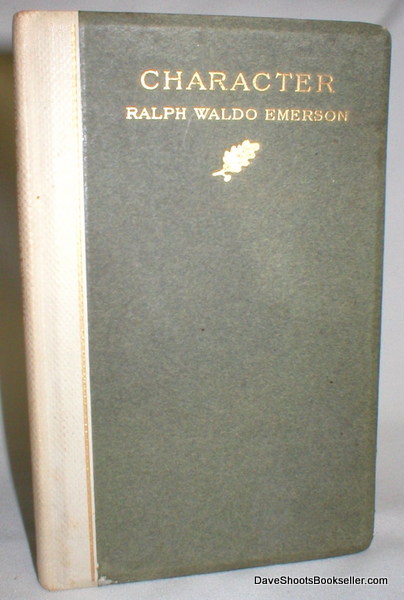 CHARACTER
RALPH WALDO EMERSON
DaveShootsBookseller.com